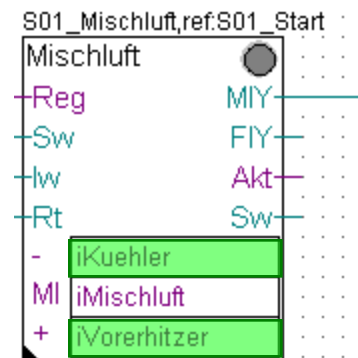 S01_Mischluft,ref:S01_Start
Mischluft
Reg MIY
Sw FIY
Iw Akt
Rt Sw
- iKuehler
MI iMischluft
+ iVorerhitzer